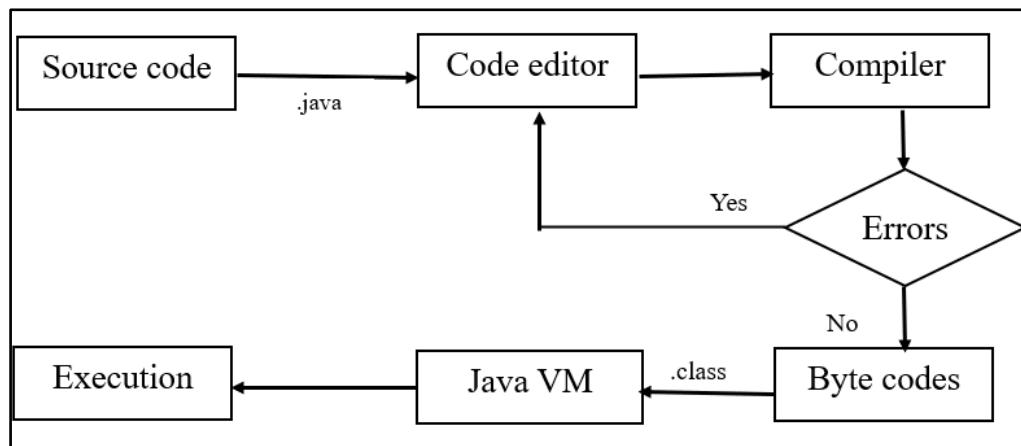 Source code
.java
Code editor
Compiler
Yes
Errors
No
Execution
Java VM
.class
Byte codes